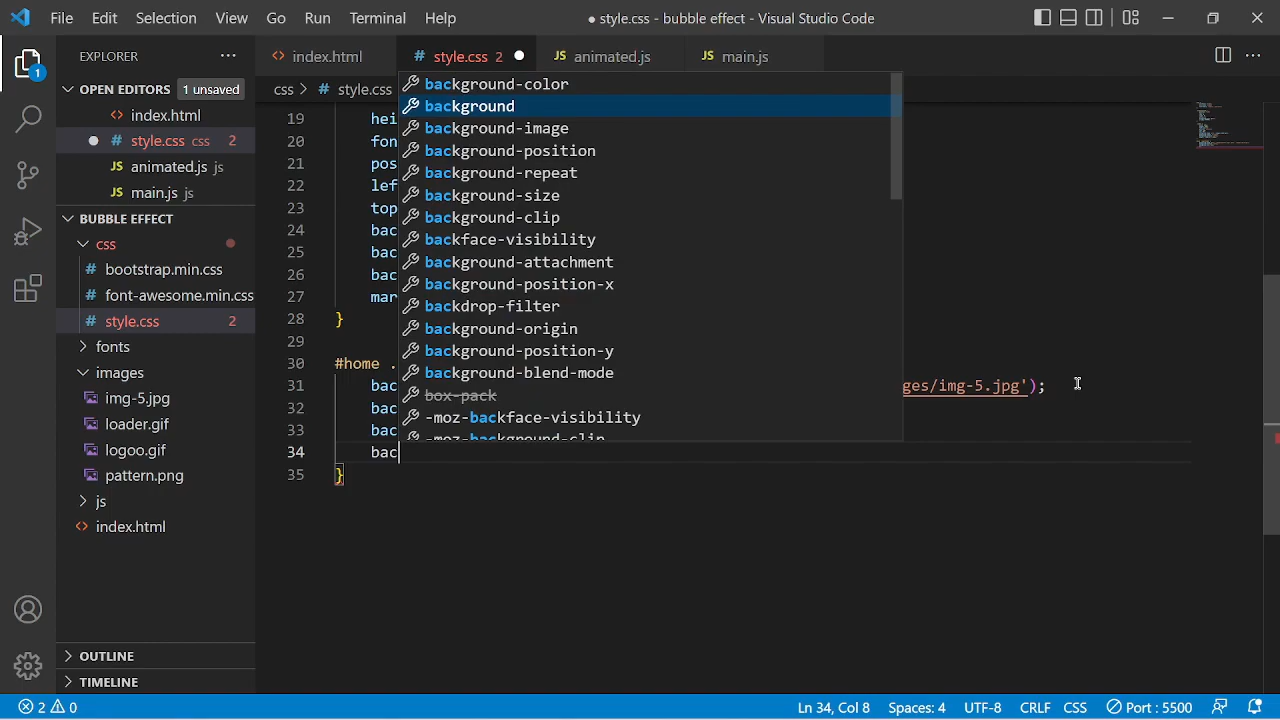 File Edit Selection View Go Run Terminal Help ● style.css - bubble effect - Visual Studio Code
EXPLORER ···
index.html # style.css 2 JS animated.js JS main.js
OPEN EDITORS 1 unsaved
index.html
# style.css css 2
JS animated.js js
JS main.js js
BUBBLE EFFECT
css
# bootstrap.min.css
# font-awesome.min.css
# style.css 2
fonts
images
img-5.jpg
loader.gif
logoo.gif
pattern.png
js
index.html
OUTLINE
TIMELINE
1
css > # style.css
background-color
background
background-image
background-position
background-repeat
background-size
background-clip
backface-visibility
background-attachment
background-position-x
backdrop-filter
background-origin
background-position-y
background-blend-mode
box-pack
-moz-backface-visibility
-moz-background-clip
19 hei
20 fon
21 pos
22 lef
23 top
24 bac
25 bac
26 bac
27 mar
28 }
29
30 #home .
31 bac ges/img-5.jpg');
32 bac
33 bac
34 bac
35 }
2 0 Ln 34, Col 8 Spaces: 4 UTF-8 CRLF CSS Port : 5500